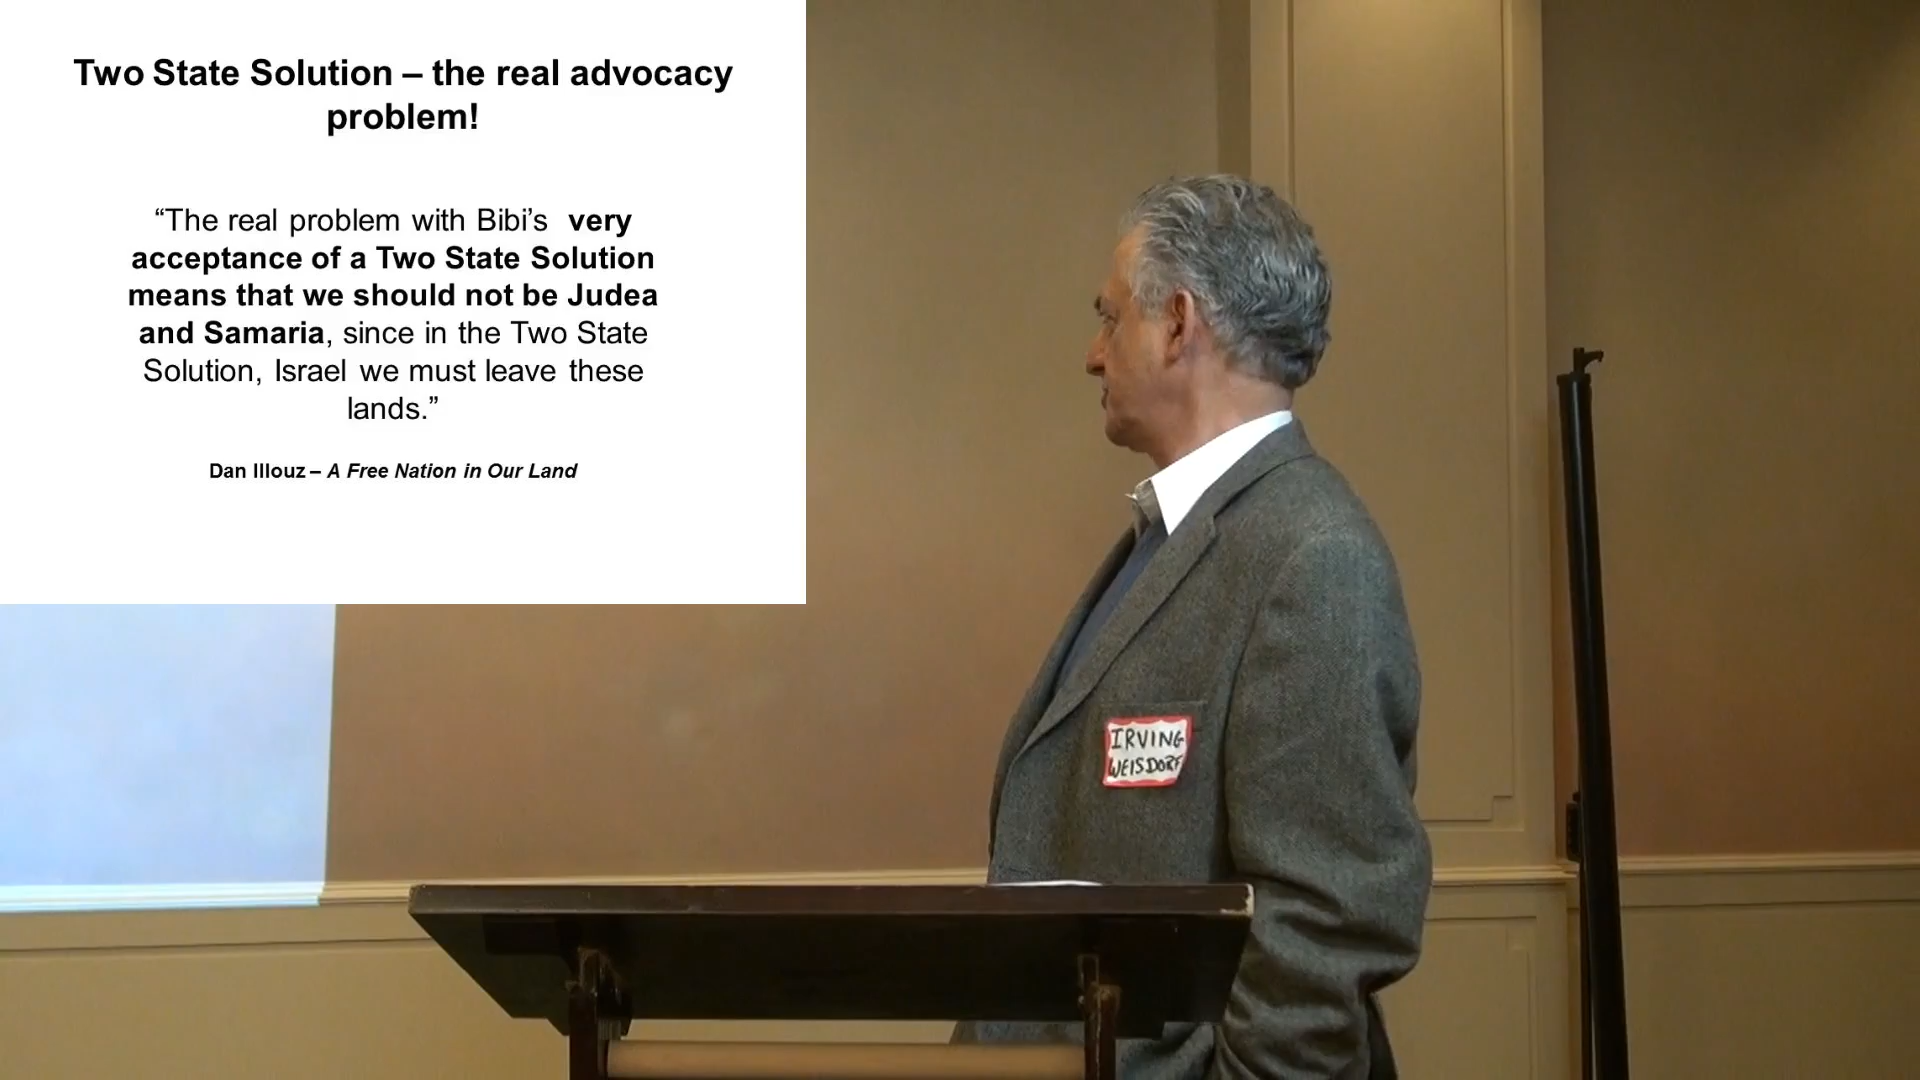 Two State Solution – the real advocacy
problem!
“The real problem with Bibi’s very
acceptance of a Two State Solution
means that we should not be Judea
and Samaria, since in the Two State
Solution, Israel we must leave these
lands.”
Dan Illouz – A Free Nation in Our Land
IRVING
WEISDORF